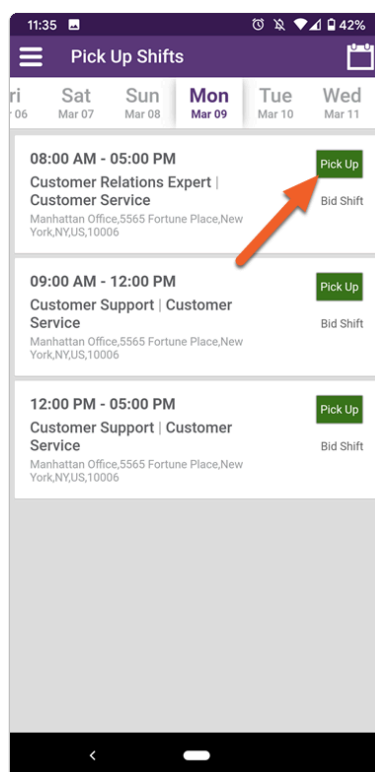 11:35 42%
Pick Up Shifts
ri Sat Sun Mon Tue Wed
r 06 Mar 07 Mar 08 Mar 09 Mar 10 Mar 11
08:00 AM - 05:00 PM
Pick Up
Customer Relations Expert |
Customer Service
Bid Shift
Manhattan Office,5565 Fortune Place,New
York,NY,US,10006
09:00 AM - 12:00 PM
Pick Up
Customer Support | Customer
Service
Bid Shift
Manhattan Office,5565 Fortune Place,New
York,NY,US,10006
12:00 PM - 05:00 PM
Pick Up
Customer Support | Customer
Service
Bid Shift
Manhattan Office,5565 Fortune Place,New
York,NY,US,10006